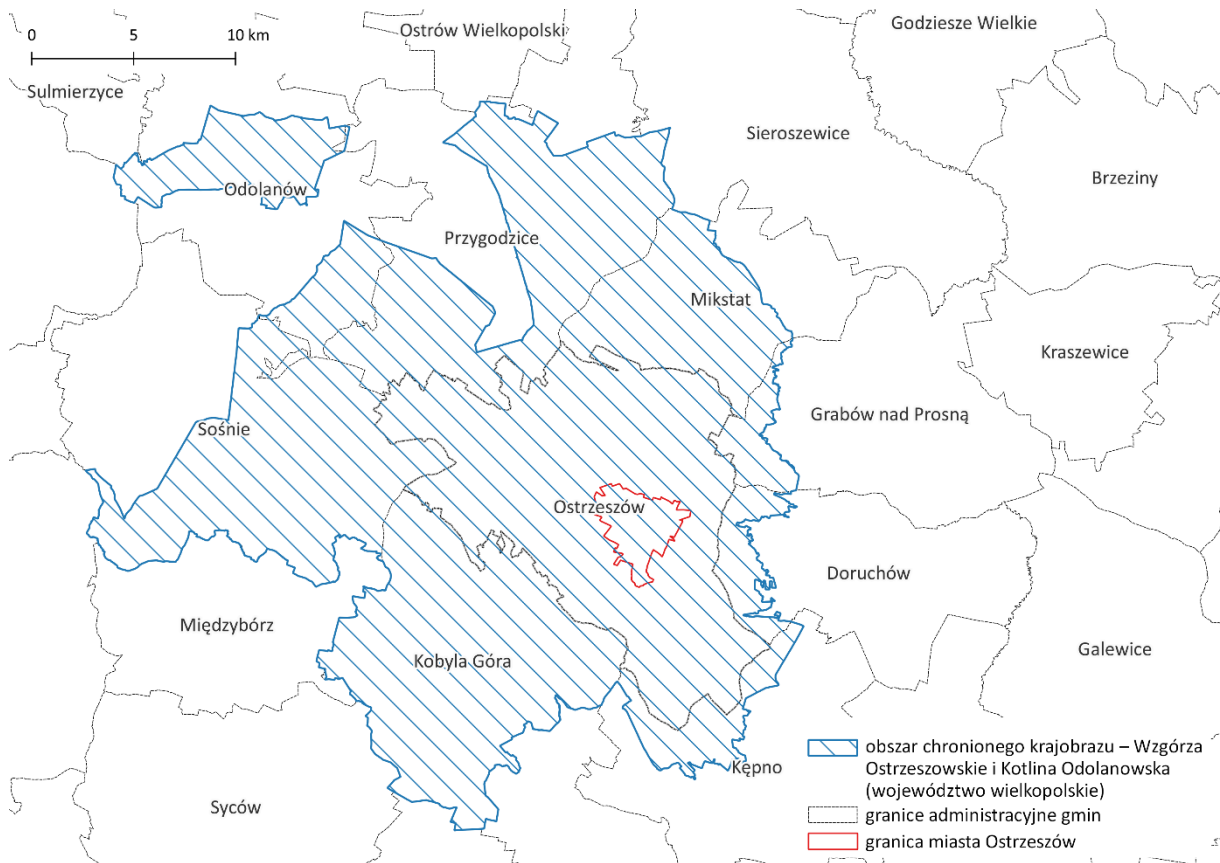 0 5 10 km
Ostrów Wielkopolski
Godziesze Wielkie
Sulmierzyce
Sieroszewice
Brzeziny
Odolanów
Przygodzice
Mikstat
Kraszewice
Grabów nad Prosną
Sośnie
Ostrzeszów
Doruchów
Międzybórz
Kobyla Góra
Galewice
Kępno
Syców
obszar chronionego krajobrazu – Wzgórza
Ostrzeszowskie i Kotlina Odolanowska
(województwo wielkopolskie)
granice administracyjne gmin
granica miasta Ostrzeszów